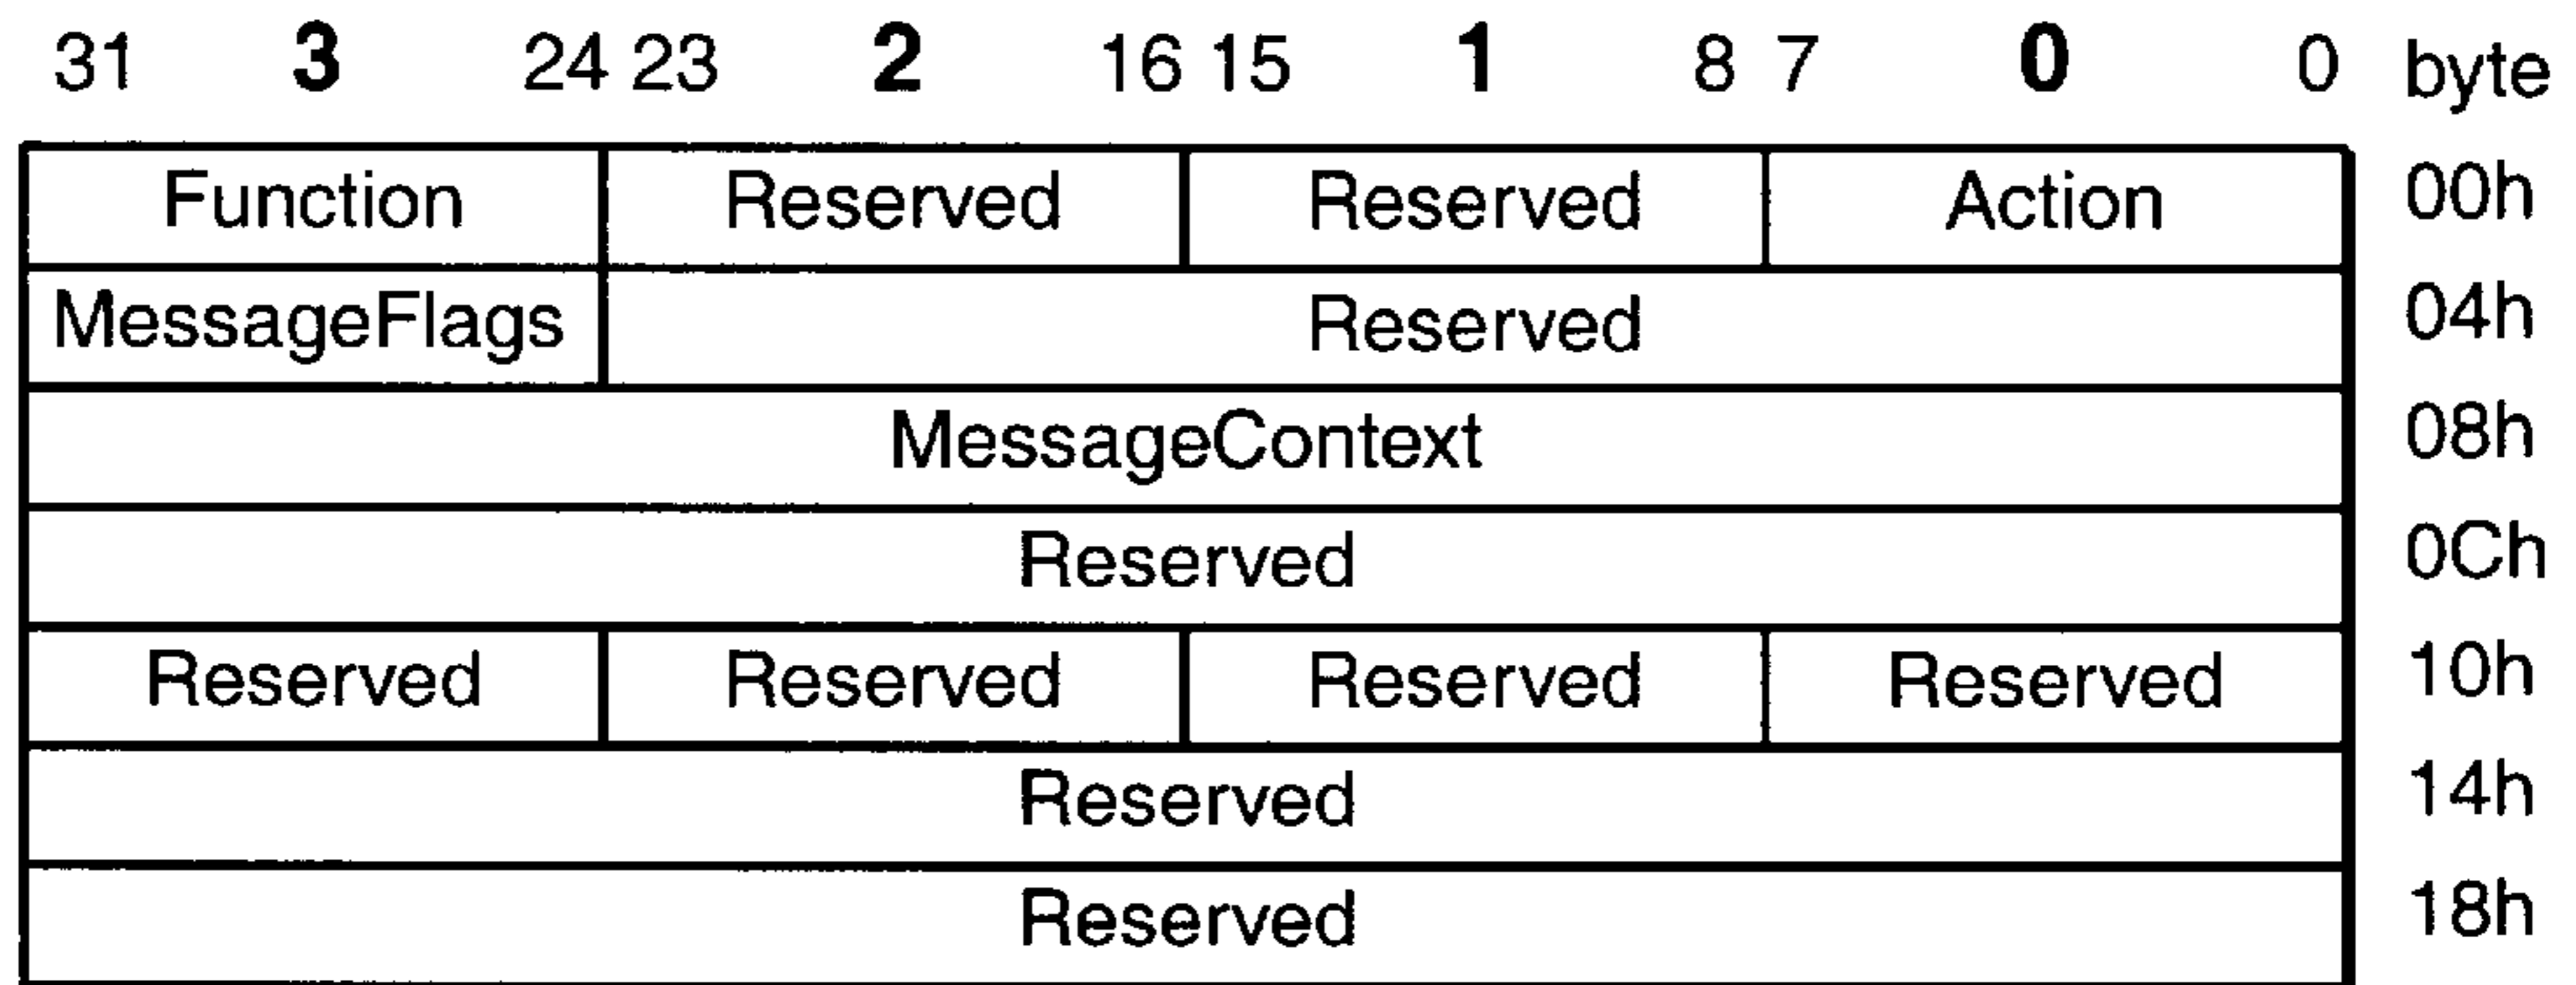 31 3 24 23 2 16 15 1 8 7 0 0 byte
Function Reserved Reserved Action 00h
MessageFlags Reserved 04h
MessageContext 08h
Reserved 0Ch
Reserved Reserved Reserved Reserved 10h
Reserved 14h
Reserved 18h